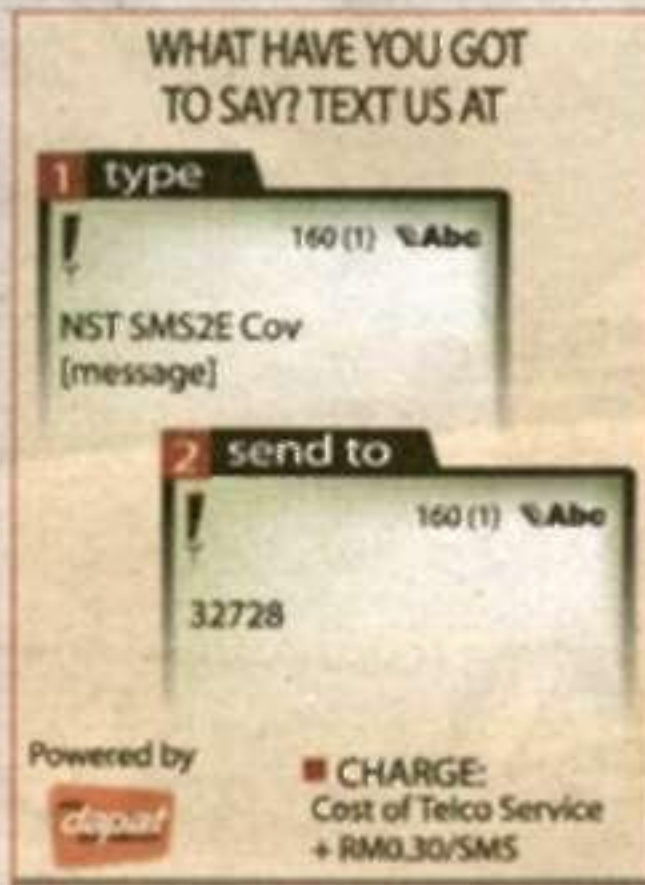 WHAT HAVE YOU GOT
TO SAY? TEXT US AT
1 type
160 (1) Abc
NST SMS2E Cov
[message]
2 send to
160 (1) Abc
32728
Powered by
dapat
■ CHARGE:
Cost of Telco Service
+ RM0.30/SMS